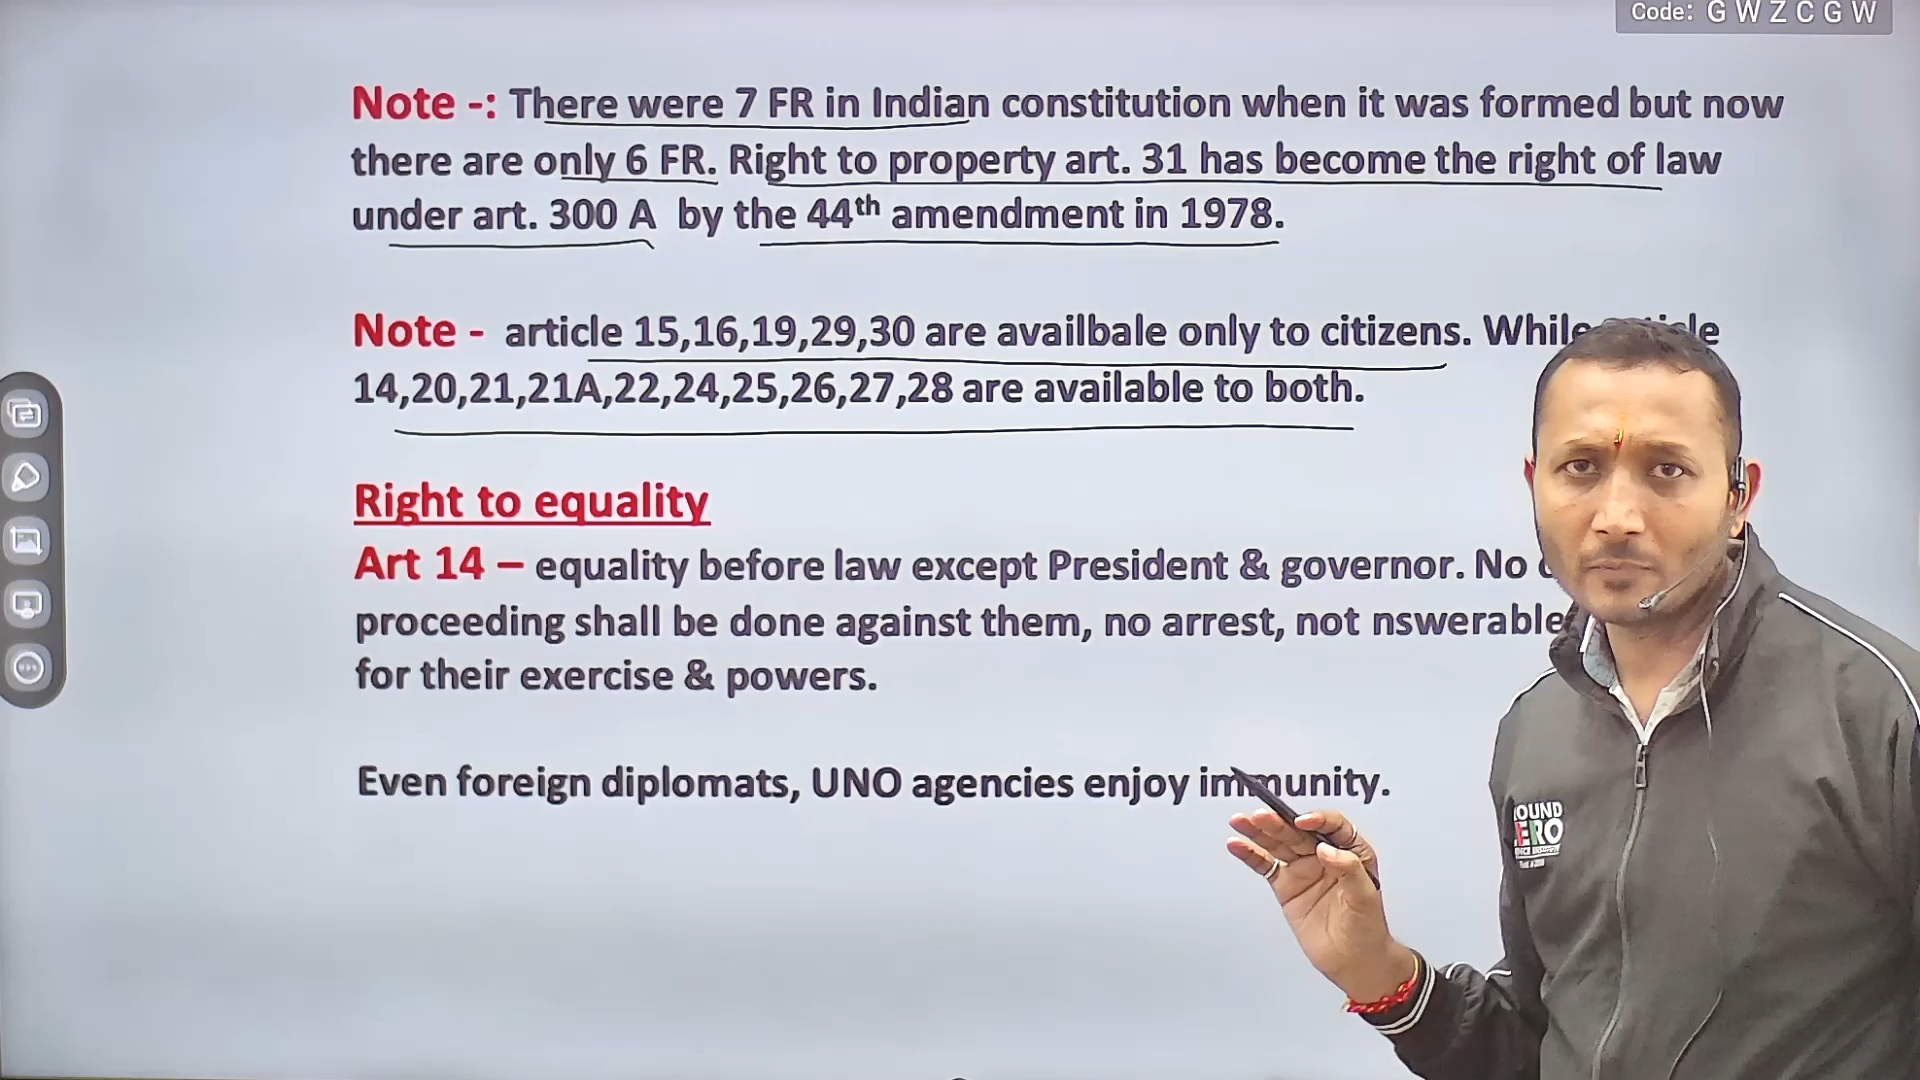 Code: G W Z C G W
Note -: There were 7 FR in Indian constitution when it was formed but now
there are only 6 FR. Right to property art. 31 has become the right of law
under art. 300 A by the 44th amendment in 1978.
Note - article 15,16,19,29,30 are availbale only to citizens. While
14,20,21,21A,22,24,25,26,27,28 are available to both.
Right to equality
Art 14 – equality before law except President & governor. No
proceeding shall be done against them, no arrest, not nswerable
for their exercise & powers.
Even foreign diplomats, UNO agencies enjoy immunity.
OUND
ERO